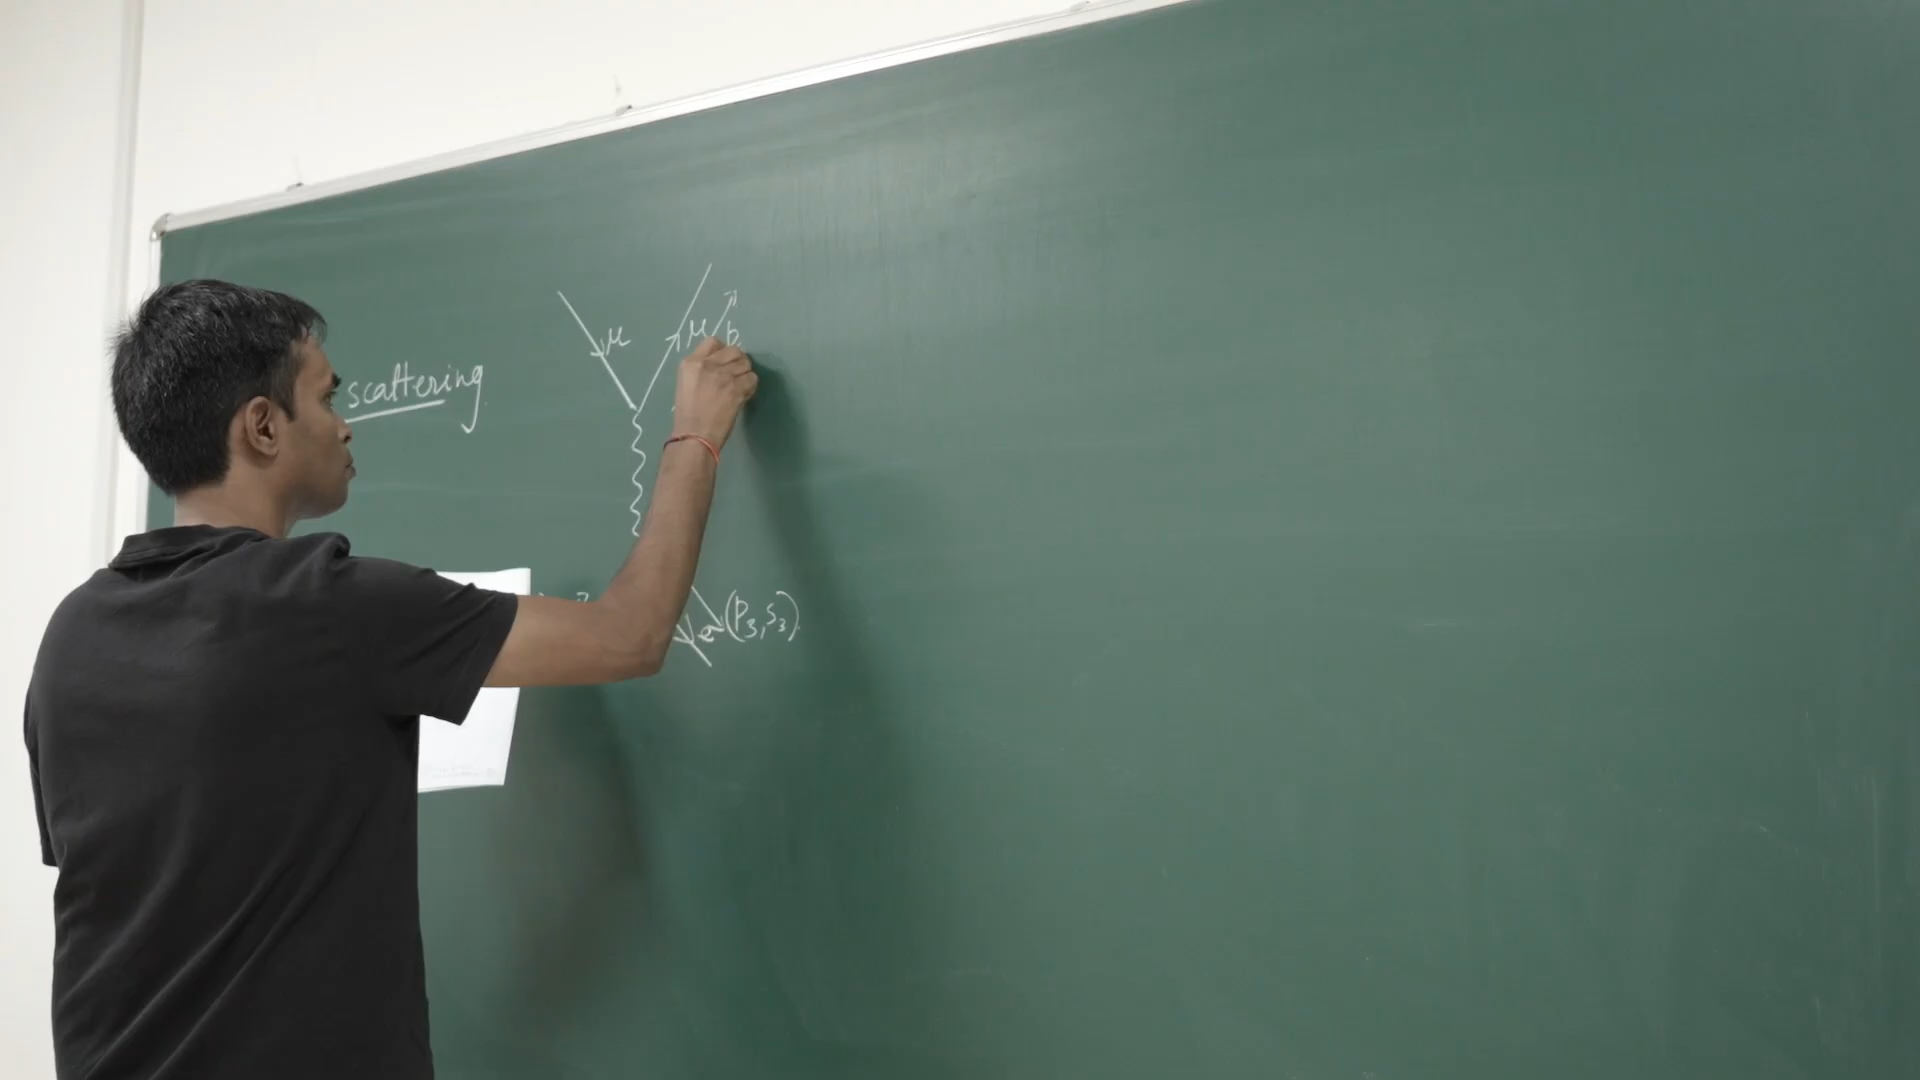 μ
μ p
scattering
e (p₃, s₃)